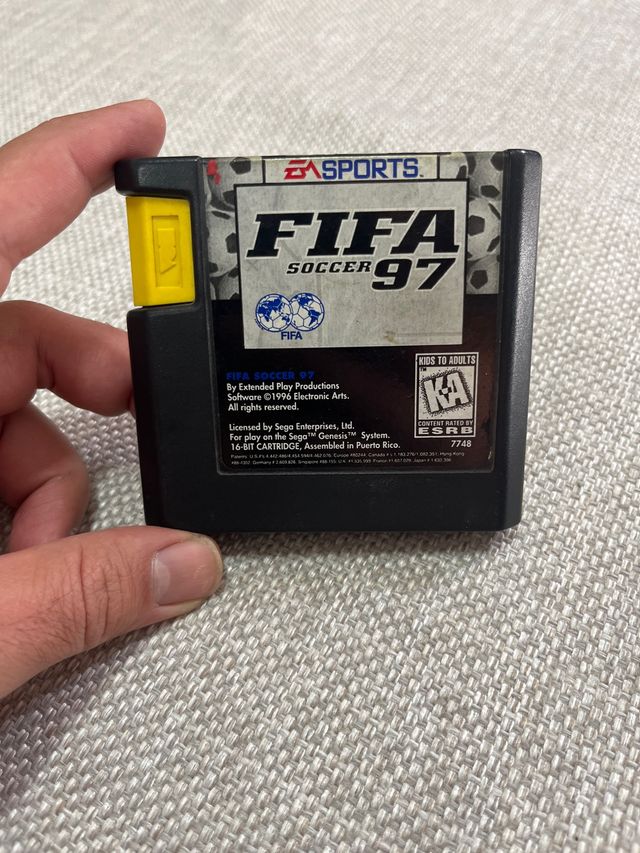 EA SPORTS™
FIFA
SOCCER 97
FIFA
FIFA SOCCER 97
By Extended Play Productions
Software ©1996 Electronic Arts.
All rights reserved.
Licensed by Sega Enterprises, Ltd.
For play on the Sega™ Genesis™ System.
16-BIT CARTRIDGE, Assembled in Puerto Rico.
KIDS TO ADULTS
K-A
CONTENT RATED BY
ESRB
7748